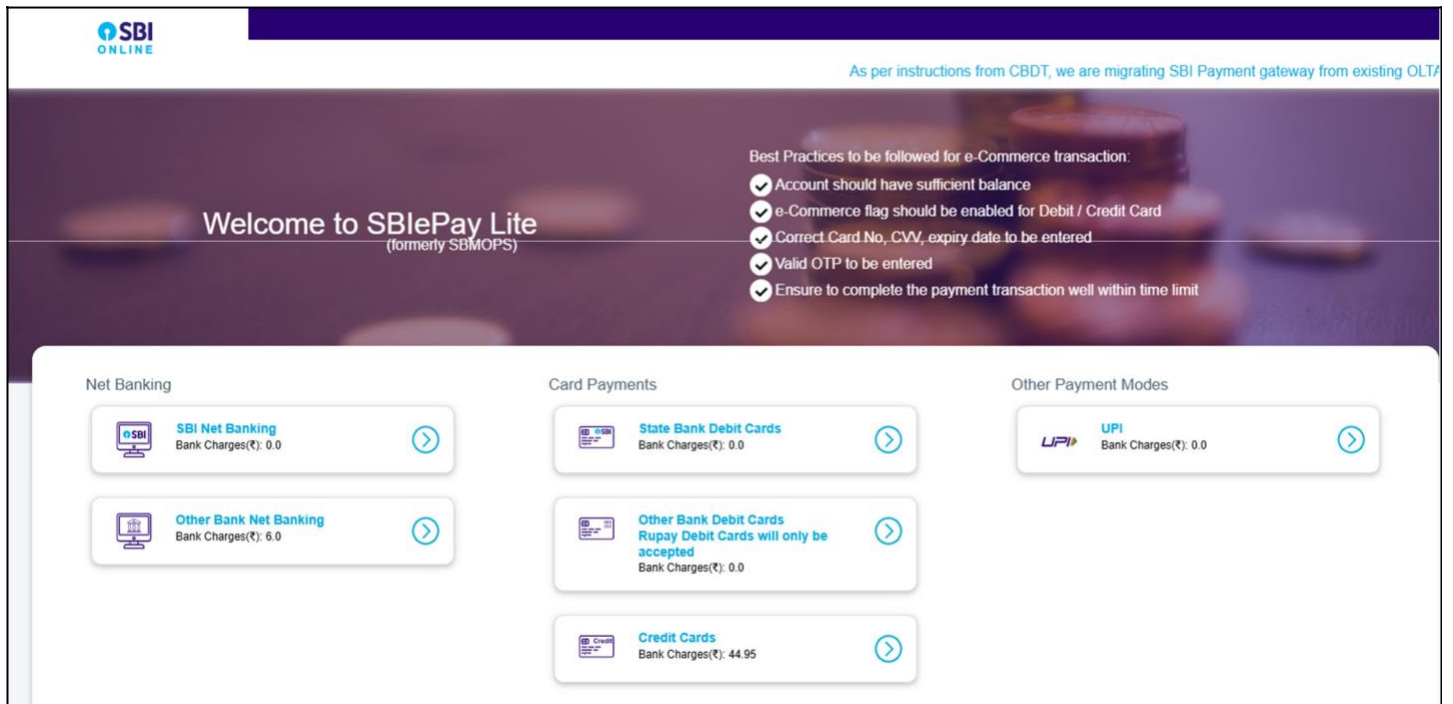 SBI
ONLINE
As per instructions from CBDT, we are migrating SBI Payment gateway from existing OLTA
Welcome to SBIePay Lite
(formerly SBMOPS)
Best Practices to be followed for e-Commerce transaction:
Account should have sufficient balance
e-Commerce flag should be enabled for Debit / Credit Card
Correct Card No, CVV, expiry date to be entered
Valid OTP to be entered
Ensure to complete the payment transaction well within time limit
Net Banking
SBI
SBI Net Banking
Bank Charges(₹): 0.0
Other Bank Net Banking
Bank Charges(₹): 6.0
Card Payments
SBI
State Bank Debit Cards
Bank Charges(₹): 0.0
Other Bank Debit Cards
Rupay Debit Cards will only be
accepted
Bank Charges(₹): 0.0
Credit
Credit Cards
Bank Charges(₹): 44.95
Other Payment Modes
UPI
UPI
Bank Charges(₹): 0.0